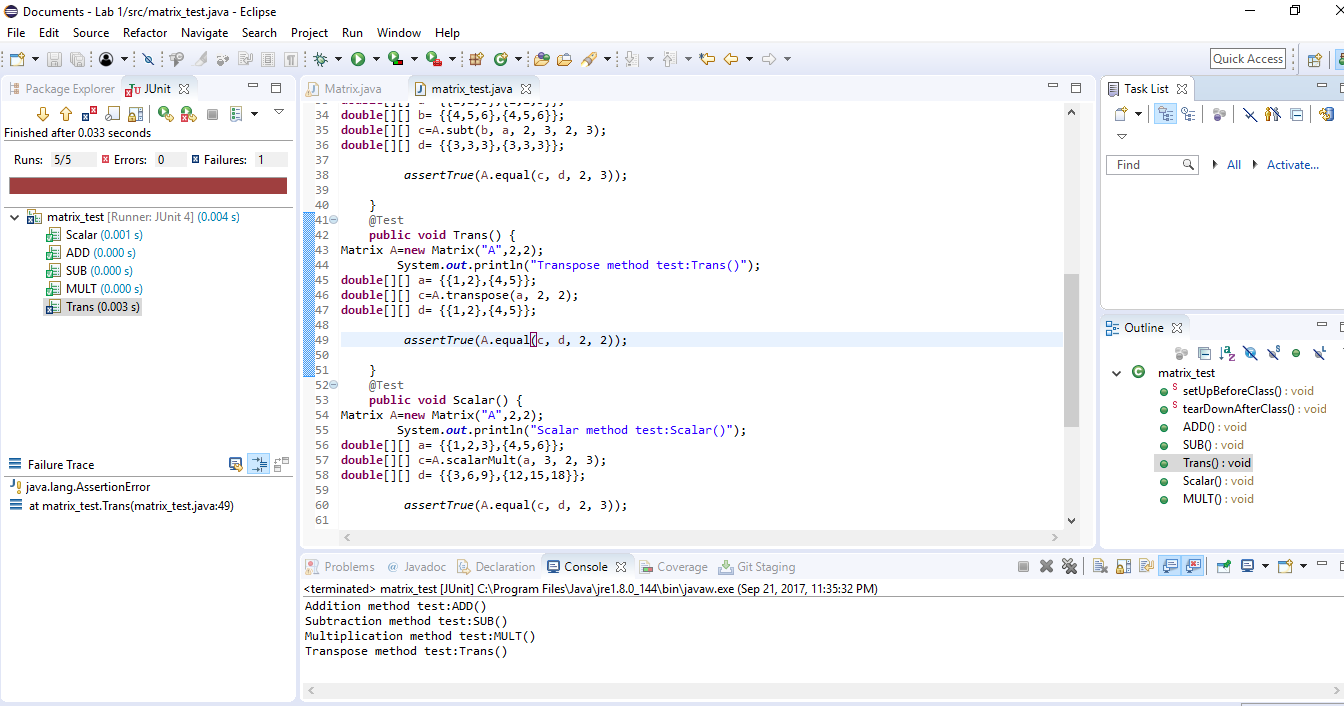 Documents - Lab 1/src/matrix_test.java - Eclipse
File Edit Source Refactor Navigate Search Project Run Window Help
Quick Access
Package Explorer JUnit
Finished after 0.033 seconds
Runs: 5/5 Errors: 0 Failures: 1
matrix_test [Runner: JUnit 4] (0.004 s)
Scalar (0.001 s)
ADD (0.000 s)
SUB (0.000 s)
MULT (0.000 s)
Trans (0.003 s)
Failure Trace
java.lang.AssertionError
at matrix_test.Trans(matrix_test.java:49)
Matrix.java matrix_test.java
34 double[][] b= {{4,5,6},{4,5,6}};
35 double[][] c=A.subt(b, a, 2, 3, 2, 3);
36 double[][] d= {{3,3,3},{3,3,3}};
37
38 assertTrue(A.equal(c, d, 2, 3));
39
40 }
41 @Test
42 public void Trans() {
43 Matrix A=new Matrix("A",2,2);
44 System.out.println("Transpose method test:Trans()");
45 double[][] a= {{1,2},{4,5}};
46 double[][] c=A.transpose(a, 2, 2);
47 double[][] d= {{1,2},{4,5}};
48
49 assertTrue(A.equal(c, d, 2, 2));
50
51 }
52 @Test
53 public void Scalar() {
54 Matrix A=new Matrix("A",2,2);
55 System.out.println("Scalar method test:Scalar()");
56 double[][] a= {{1,2,3},{4,5,6}};
57 double[][] c=A.scalarMult(a, 3, 2, 3);
58 double[][] d= {{3,6,9},{12,15,18}};
59
60 assertTrue(A.equal(c, d, 2, 3));
61
Task List
Find All Activate...
Outline
matrix_test
setUpBeforeClass() : void
tearDownAfterClass() : void
ADD() : void
SUB() : void
Trans() : void
Scalar() : void
MULT() : void
Problems Javadoc Declaration Console Coverage Git Staging
<terminated> matrix_test [JUnit] C:\Program Files\Java\jre1.8.0_144\bin\javaw.exe (Sep 21, 2017, 11:35:32 PM)
Addition method test:ADD()
Subtraction method test:SUB()
Multiplication method test:MULT()
Transpose method test:Trans()